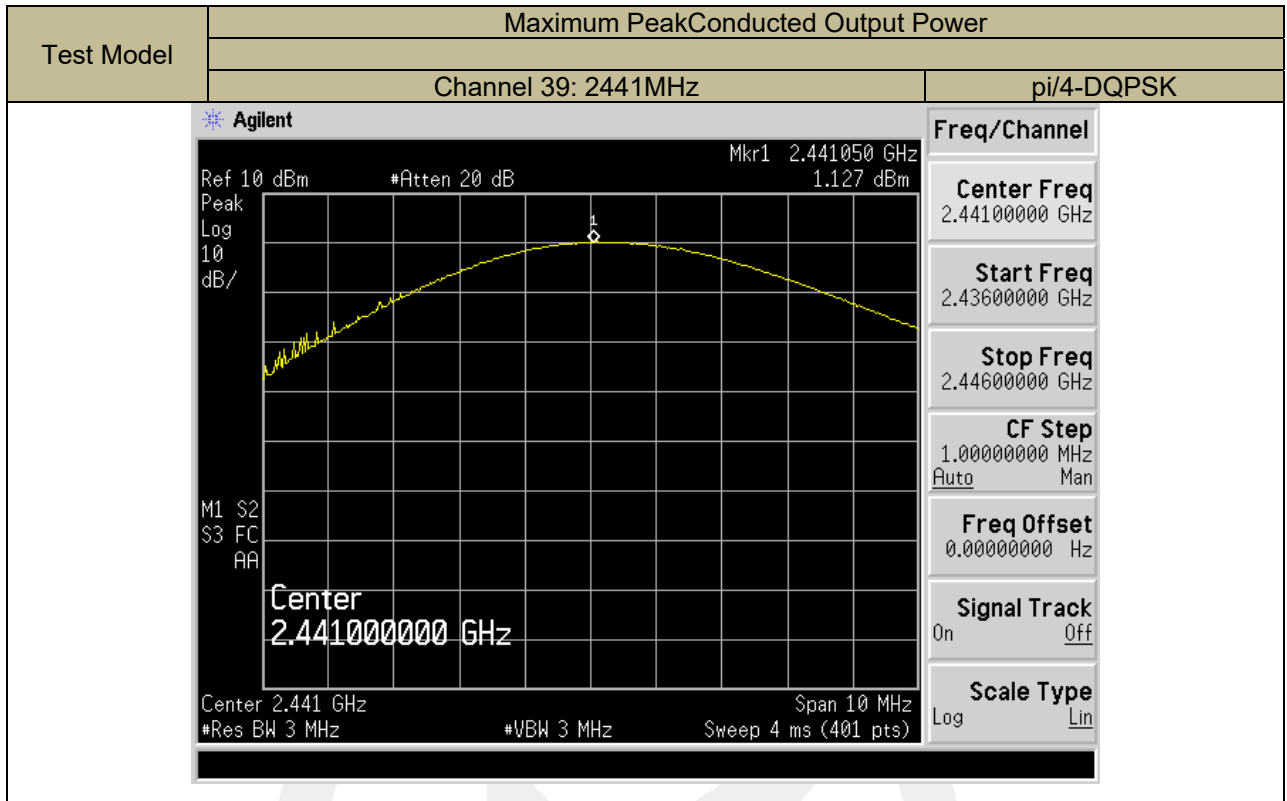 Test Model
Maximum PeakConducted Output Power
Channel 39: 2441MHz pi/4-DQPSK
Agilent
Mkr1 2.441050 GHz
Ref 10 dBm #Atten 20 dB 1.127 dBm
Peak
Log
10
dB/
1
M1 S2
S3 FC
AA
Center
2.441000000 GHz
Center 2.441 GHz Span 10 MHz
#Res BW 3 MHz #VBW 3 MHz Sweep 4 ms (401 pts)
Freq/Channel
Center Freq
2.44100000 GHz
Start Freq
2.43600000 GHz
Stop Freq
2.44600000 GHz
CF Step
1.00000000 MHz
Auto Man
Freq Offset
0.00000000 Hz
Signal Track
On Off
Scale Type
Log Lin